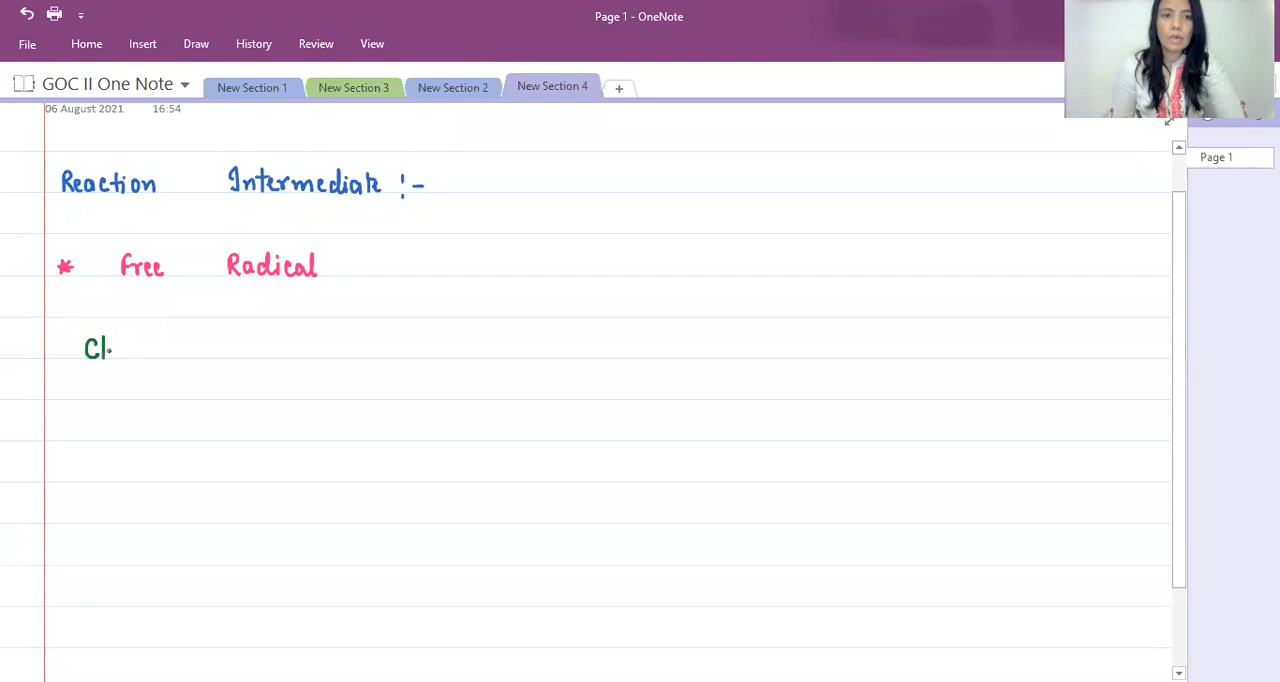 Page 1 - OneNote
File Home Insert Draw History Review View
GOC II One Note New Section 1 New Section 3 New Section 2 New Section 4 +
06 August 2021 16:54
Page 1
Reaction Intermediate :-
* Free Radical
Cl